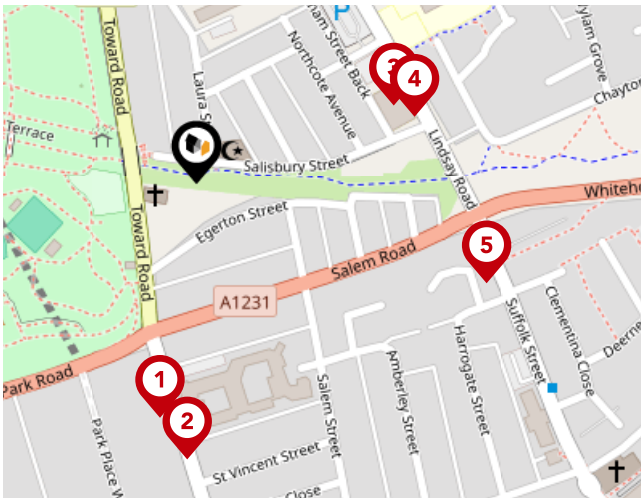 P
Toward Road
ham Street Back
Northcote Avenue
ylam Grove
Laura S
3
4
Chayto
Terrace
Lindsay Road
Salisbury Street
Whiteh
Toward Road
Egerton Street
Salem Road
5
A1231
Suffolk Street
Clementina Close
Deerne
Park Road
1
2
Harrogate Street
Amberley Street
Salem Street
Park Place W
St Vincent Street
Close